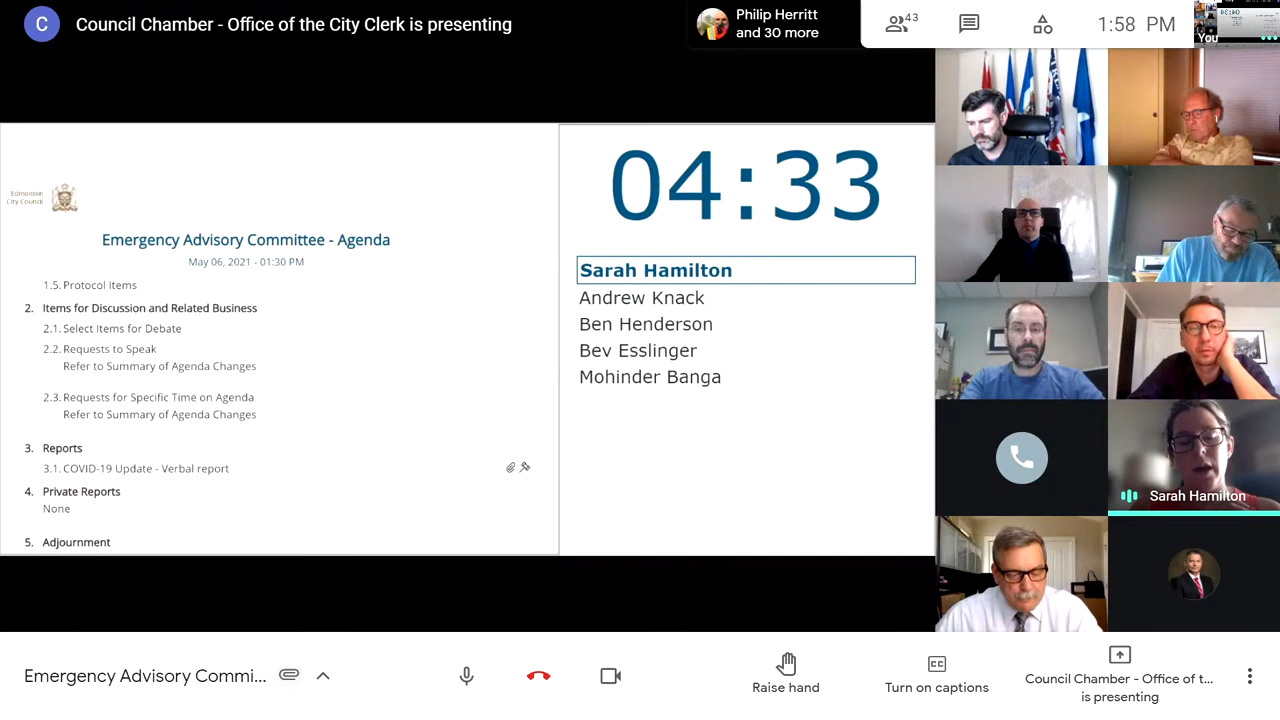 C
Council Chamber - Office of the City Clerk is presenting
Philip Herritt
and 30 more
43
1:58 PM
You
Edmonton
City Council
Emergency Advisory Committee - Agenda
May 06, 2021 - 01:30 PM
1.5. Protocol Items
2. Items for Discussion and Related Business
2.1. Select Items for Debate
2.2. Requests to Speak
Refer to Summary of Agenda Changes
2.3. Requests for Specific Time on Agenda
Refer to Summary of Agenda Changes
3. Reports
3.1. COVID-19 Update - Verbal report
4. Private Reports
None
5. Adjournment
04:33
Sarah Hamilton
Andrew Knack
Ben Henderson
Bev Esslinger
Mohinder Banga
Sarah Hamilton
Emergency Advisory Commi...
Raise hand
CC
Turn on captions
Council Chamber - Office of t...
is presenting